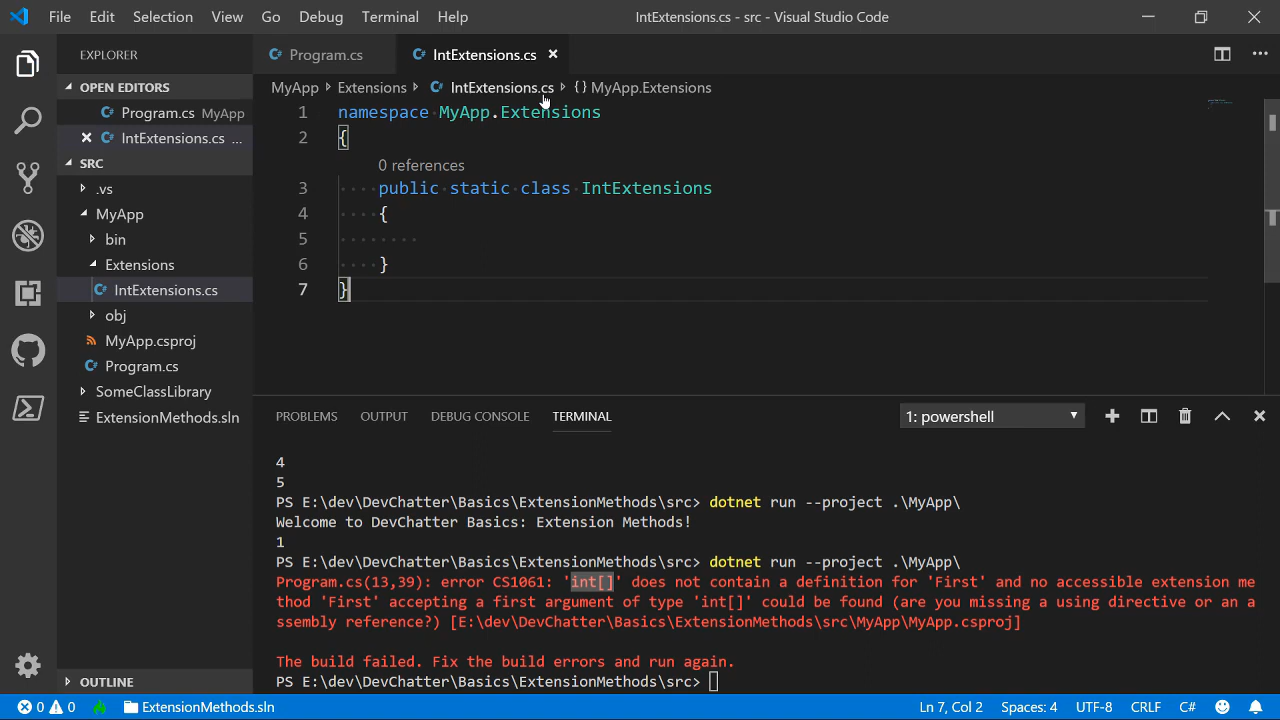 File Edit Selection View Go Debug Terminal Help IntExtensions.cs - src - Visual Studio Code
EXPLORER
OPEN EDITORS
Program.cs MyApp
IntExtensions.cs ...
SRC
.vs
MyApp
bin
Extensions
IntExtensions.cs
obj
MyApp.csproj
Program.cs
SomeClassLibrary
ExtensionMethods.sln
OUTLINE
Program.cs IntExtensions.cs
MyApp Extensions IntExtensions.cs {} MyApp.Extensions
1 namespace MyApp.Extensions
2 {
0 references
3 public static class IntExtensions
4 {
5
6 }
7 }
PROBLEMS OUTPUT DEBUG CONSOLE TERMINAL 1: powershell
4
5
PS E:\dev\DevChatter\Basics\ExtensionMethods\src> dotnet run --project .\MyApp\
Welcome to DevChatter Basics: Extension Methods!
1
PS E:\dev\DevChatter\Basics\ExtensionMethods\src> dotnet run --project .\MyApp\
Program.cs(13,39): error CS1061: 'int[]' does not contain a definition for 'First' and no accessible extension me
thod 'First' accepting a first argument of type 'int[]' could be found (are you missing a using directive or an a
ssembly reference?) [E:\dev\DevChatter\Basics\ExtensionMethods\src\MyApp\MyApp.csproj]
The build failed. Fix the build errors and run again.
PS E:\dev\DevChatter\Basics\ExtensionMethods\src>
0 0 ExtensionMethods.sln Ln 7, Col 2 Spaces: 4 UTF-8 CRLF C#